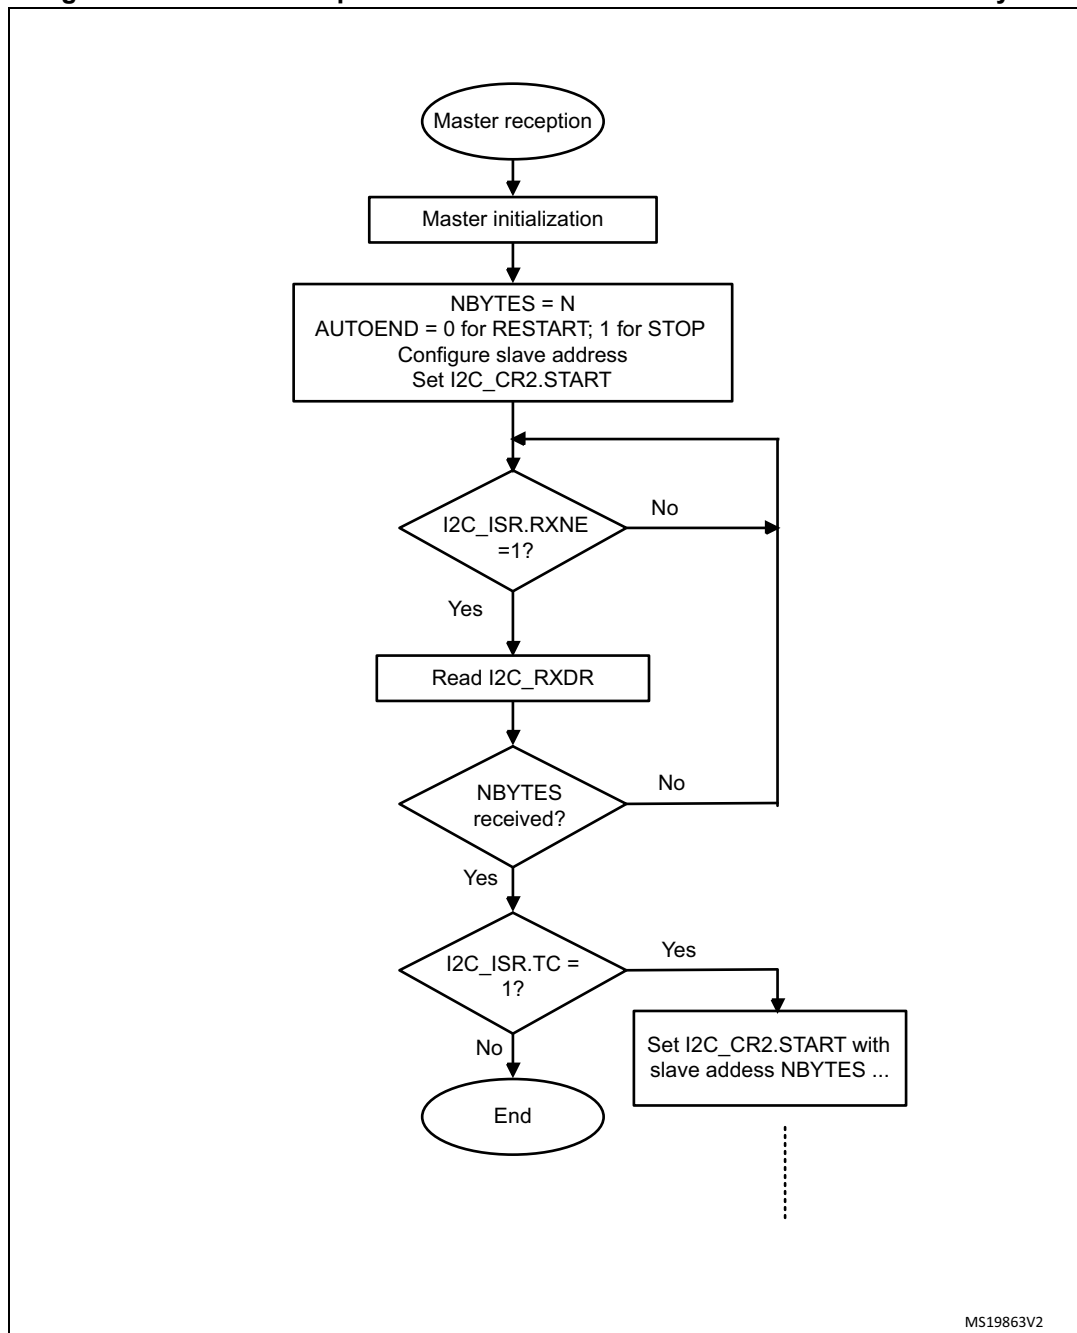 Master reception
Master initialization
NBYTES = N
AUTOEND = 0 for RESTART; 1 for STOP
Configure slave address
Set I2C_CR2.START
I2C_ISR.RXNE
=1?
No
Yes
Read I2C_RXDR
NBYTES
received?
No
Yes
I2C_ISR.TC =
1?
Yes
No
Set I2C_CR2.START with
slave addess NBYTES ...
End
MS19863V2